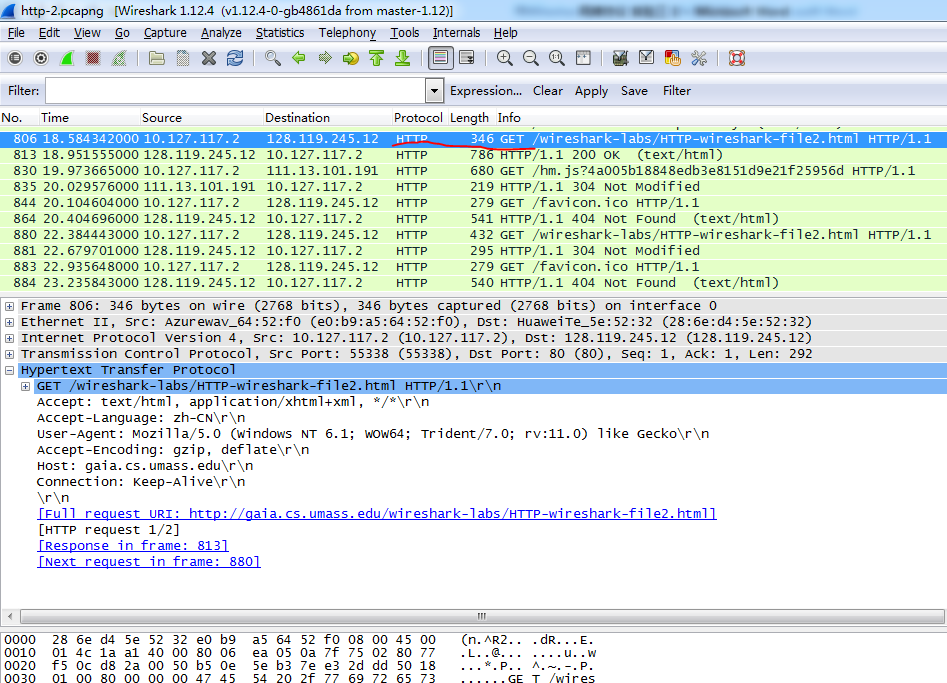 http-2.pcapng [Wireshark 1.12.4 (v1.12.4-0-gb4861da from master-1.12)]
File Edit View Go Capture Analyze Statistics Telephony Tools Internals Help
Filter: Expression... Clear Apply Save Filter
No. Time Source Destination Protocol Length Info
806 18.584342000 10.127.117.2 128.119.245.12 HTTP 346 GET /wireshark-labs/HTTP-wireshark-file2.html HTTP/1.1
813 18.951555000 128.119.245.12 10.127.117.2 HTTP 786 HTTP/1.1 200 OK (text/html)
830 19.973665000 10.127.117.2 111.13.101.191 HTTP 680 GET /hm.js?4a005b18848edb3e8151d9e21f25956d HTTP/1.1
835 20.029576000 111.13.101.191 10.127.117.2 HTTP 219 HTTP/1.1 304 Not Modified
844 20.104604000 10.127.117.2 128.119.245.12 HTTP 279 GET /favicon.ico HTTP/1.1
864 20.404696000 128.119.245.12 10.127.117.2 HTTP 541 HTTP/1.1 404 Not Found (text/html)
880 22.384443000 10.127.117.2 128.119.245.12 HTTP 432 GET /wireshark-labs/HTTP-wireshark-file2.html HTTP/1.1
881 22.679701000 128.119.245.12 10.127.117.2 HTTP 295 HTTP/1.1 304 Not Modified
883 22.935648000 10.127.117.2 128.119.245.12 HTTP 279 GET /favicon.ico HTTP/1.1
884 23.235843000 128.119.245.12 10.127.117.2 HTTP 540 HTTP/1.1 404 Not Found (text/html)
Frame 806: 346 bytes on wire (2768 bits), 346 bytes captured (2768 bits) on interface 0
Ethernet II, Src: Azurewav_64:52:f0 (e0:b9:a5:64:52:f0), Dst: HuaweiTe_5e:52:32 (28:6e:d4:5e:52:32)
Internet Protocol Version 4, Src: 10.127.117.2 (10.127.117.2), Dst: 128.119.245.12 (128.119.245.12)
Transmission Control Protocol, Src Port: 55338 (55338), Dst Port: 80 (80), Seq: 1, Ack: 1, Len: 292
Hypertext Transfer Protocol
GET /wireshark-labs/HTTP-wireshark-file2.html HTTP/1.1\r\n
Accept: text/html, application/xhtml+xml, */*\r\n
Accept-Language: zh-CN\r\n
User-Agent: Mozilla/5.0 (Windows NT 6.1; WOW64; Trident/7.0; rv:11.0) like Gecko\r\n
Accept-Encoding: gzip, deflate\r\n
Host: gaia.cs.umass.edu\r\n
Connection: Keep-Alive\r\n
\r\n
[Full request URI: http://gaia.cs.umass.edu/wireshark-labs/HTTP-wireshark-file2.html]
[HTTP request 1/2]
[Response in frame: 813]
[Next request in frame: 880]
0000 28 6e d4 5e 52 32 e0 b9 a5 64 52 f0 08 00 45 00 (n.^R2.. .dR...E.
0010 01 4c 1a a1 40 00 80 06 ea 05 0a 7f 75 02 80 77 .L..@... ....u..w
0020 f5 0c d8 2a 00 50 b5 0e 5e b3 7e e3 2d dd 50 18 ...*.P.. ^.~.-.P.
0030 01 00 80 00 00 00 47 45 54 20 2f 77 69 72 65 73 ......GE T /wires